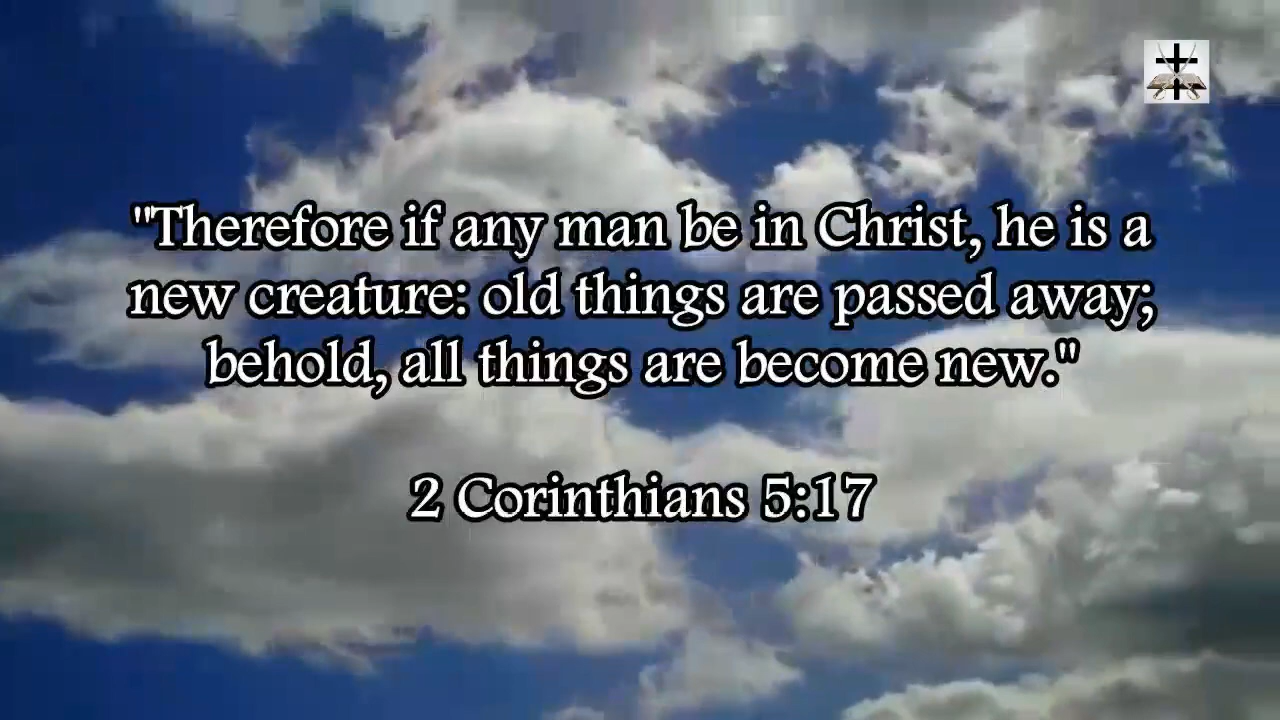 "Therefore if any man be in Christ, he is a
new creature: old things are passed away;
behold, all things are become new."
2 Corinthians 5:17